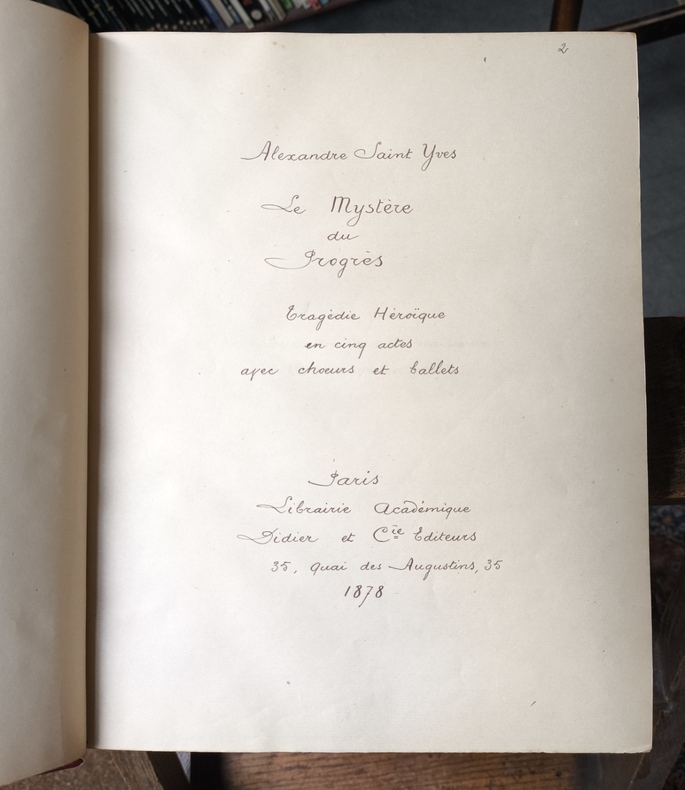 2
Alexandre Saint Yves
Le Mystère
du
Progrès
Tragédie Héroïque
en cinq actes
avec choeurs et ballets
Paris
Librairie Académique
Didier et Cie Editeurs
35, Quai des Augustins, 35
1878